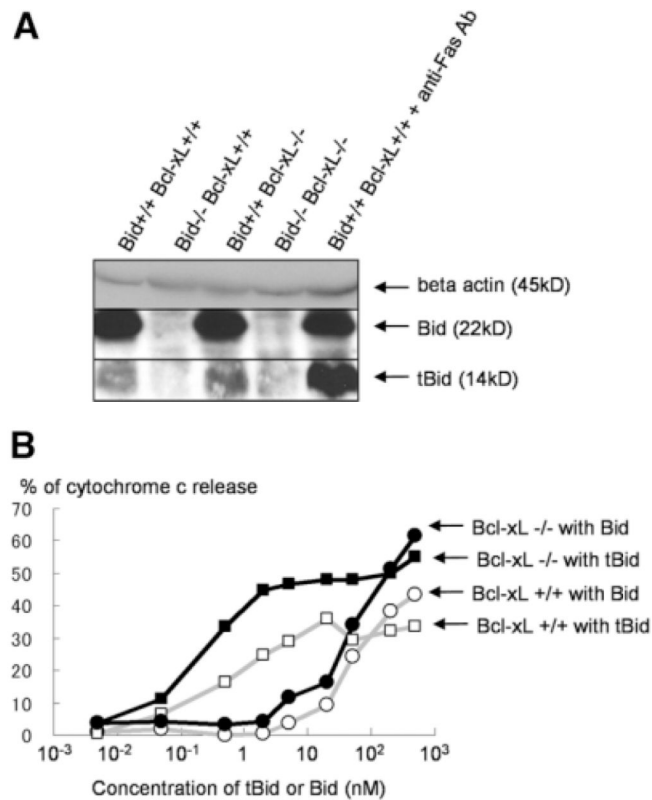 A
Bid+/+ Bcl-xL+/+
Bid-/- Bcl-xL+/+
Bid+/+ Bcl-xL-/-
Bid-/- Bcl-xL-/-
Bid+/+ Bcl-xL+/+ + anti-Fas Ab
beta actin (45kD)
Bid (22kD)
tBid (14kD)
B
% of cytochrome c release
70
60
50
40
30
20
10
0
Bcl-xL -/- with Bid
Bcl-xL -/- with tBid
Bcl-xL +/+ with Bid
Bcl-xL +/+ with tBid
10⁻³ 10⁻² 10⁻¹ 1 10 10² 10³
Concentration of tBid or Bid (nM)